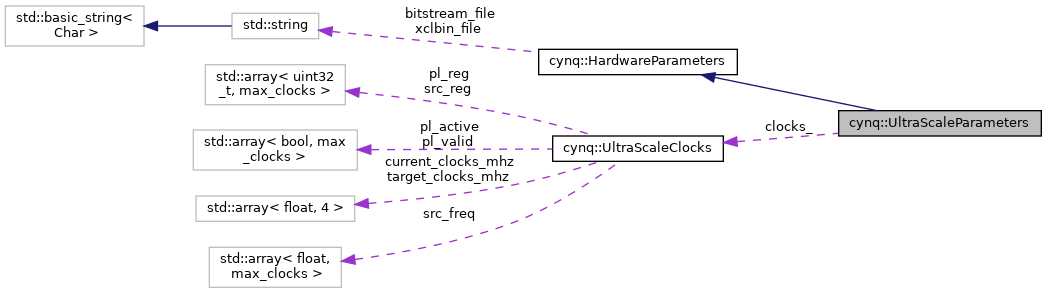 std::basic_string<
Char >
std::string
bitstream_file
xclbin_file
cynq::HardwareParameters
std::array< uint32
_t, max_clocks >
pl_reg
src_reg
cynq::UltraScaleParameters
clocks_
std::array< bool, max
_clocks >
pl_active
pl_valid
cynq::UltraScaleClocks
current_clocks_mhz
target_clocks_mhz
std::array< float, 4 >
src_freq
std::array< float,
max_clocks >